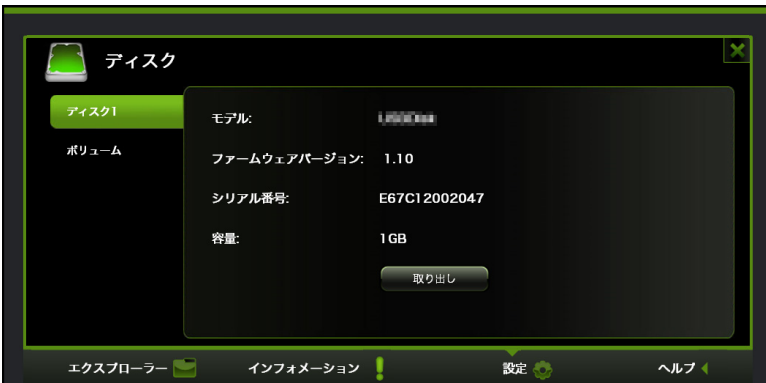 ディスク
ディスク1
ボリューム
モデル:
ファームウェアバージョン: 1.10
シリアル番号: E67C12002047
容量: 1GB
取り出し
エクスプローラー インフォメーション 設定 ヘルプ